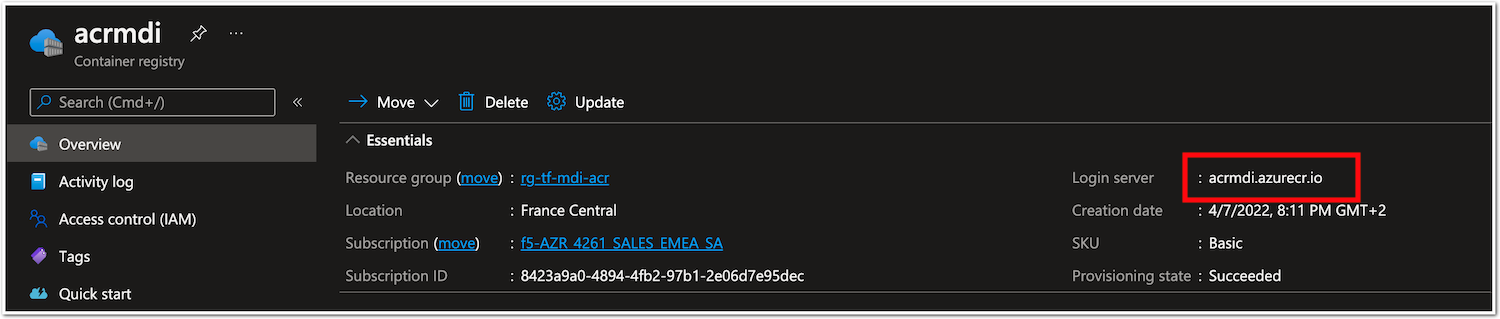 acrmdi
Container registry
Search (Cmd+/)
«
Overview
Activity log
Access control (IAM)
Tags
Quick start
Move
Delete
Update
Essentials
Resource group (move) : rg-tf-mdi-acr
Location : France Central
Subscription (move) : f5-AZR_4261_SALES_EMEA_SA
Subscription ID : 8423a9a0-4894-4fb2-97b1-2e06d7e95dec
Login server : acrmdi.azurecr.io
Creation date : 4/7/2022, 8:11 PM GMT+2
SKU : Basic
Provisioning state : Succeeded